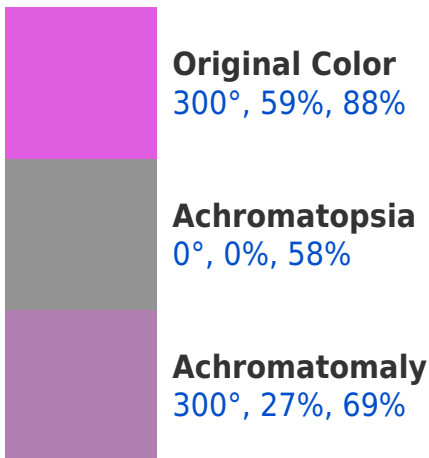 Original Color
300°, 59%, 88%
Achromatopsia
0°, 0%, 58%
Achromatomaly
300°, 27%, 69%